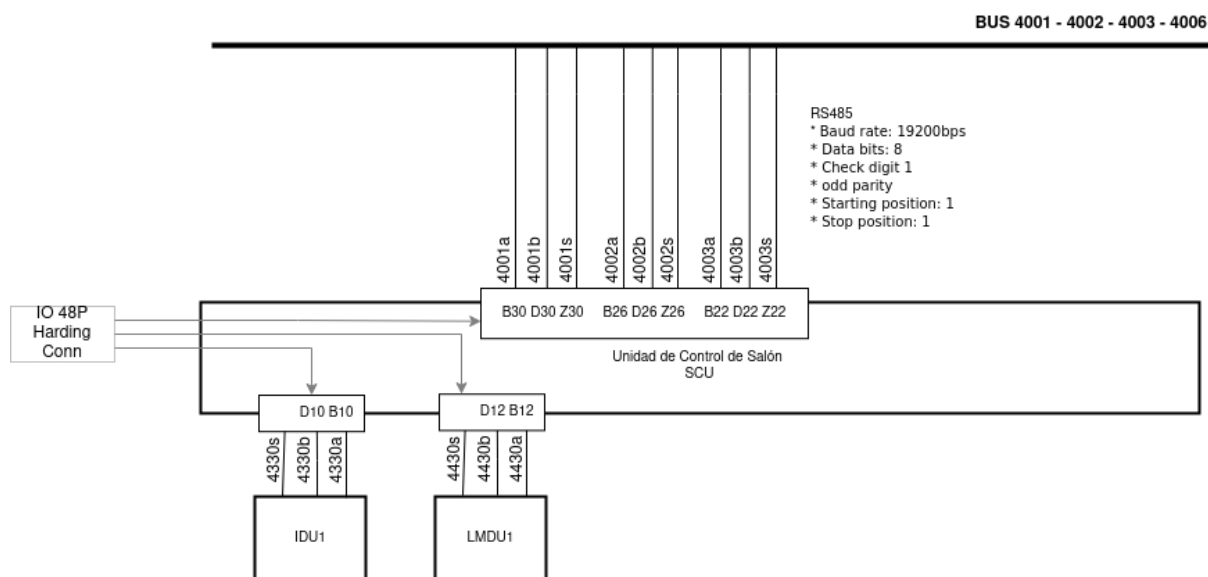 BUS 4001 - 4002 - 4003 - 4006
RS485
* Baud rate: 19200bps
* Data bits: 8
* Check digit 1
* odd parity
* Starting position: 1
* Stop position: 1
4001a
4001b
4001s
4002a
4002b
4002s
4003a
4003b
4003s
IO 48P
Harding
Conn
B30 D30 Z30 B26 D26 Z26 B22 D22 Z22
Unidad de Control de Salón
SCU
D10 B10
D12 B12
4330s
4330b
4330a
4430s
4430b
4430a
IDU1
LMDU1